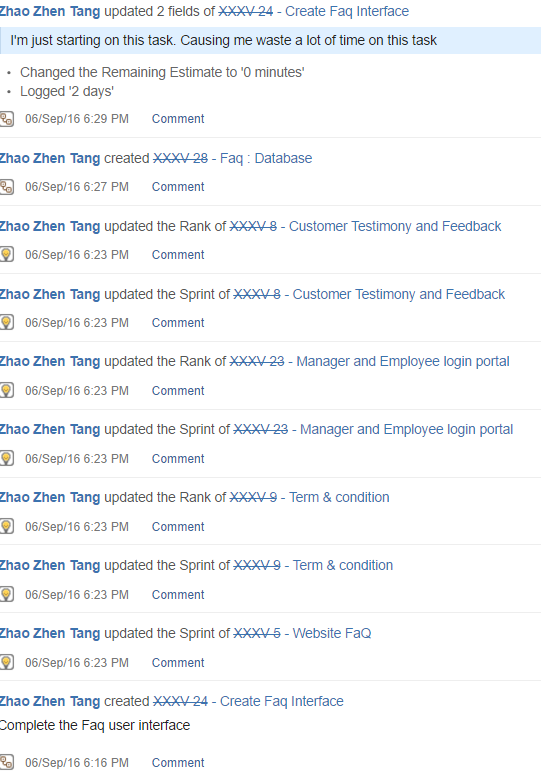 Zhao Zhen Tang updated 2 fields of XXXV-24 - Create Faq Interface
I'm just starting on this task. Causing me waste a lot of time on this task
• Changed the Remaining Estimate to '0 minutes'
• Logged '2 days'
06/Sep/16 6:29 PM Comment
Zhao Zhen Tang created XXXV-28 - Faq : Database
06/Sep/16 6:27 PM Comment
Zhao Zhen Tang updated the Rank of XXXV-8 - Customer Testimony and Feedback
06/Sep/16 6:23 PM Comment
Zhao Zhen Tang updated the Sprint of XXXV-8 - Customer Testimony and Feedback
06/Sep/16 6:23 PM Comment
Zhao Zhen Tang updated the Rank of XXXV-23 - Manager and Employee login portal
06/Sep/16 6:23 PM Comment
Zhao Zhen Tang updated the Sprint of XXXV-23 - Manager and Employee login portal
06/Sep/16 6:23 PM Comment
Zhao Zhen Tang updated the Rank of XXXV-9 - Term & condition
06/Sep/16 6:23 PM Comment
Zhao Zhen Tang updated the Sprint of XXXV-9 - Term & condition
06/Sep/16 6:23 PM Comment
Zhao Zhen Tang updated the Sprint of XXXV-5 - Website FaQ
06/Sep/16 6:23 PM Comment
Zhao Zhen Tang created XXXV-24 - Create Faq Interface
Complete the Faq user interface
06/Sep/16 6:16 PM Comment